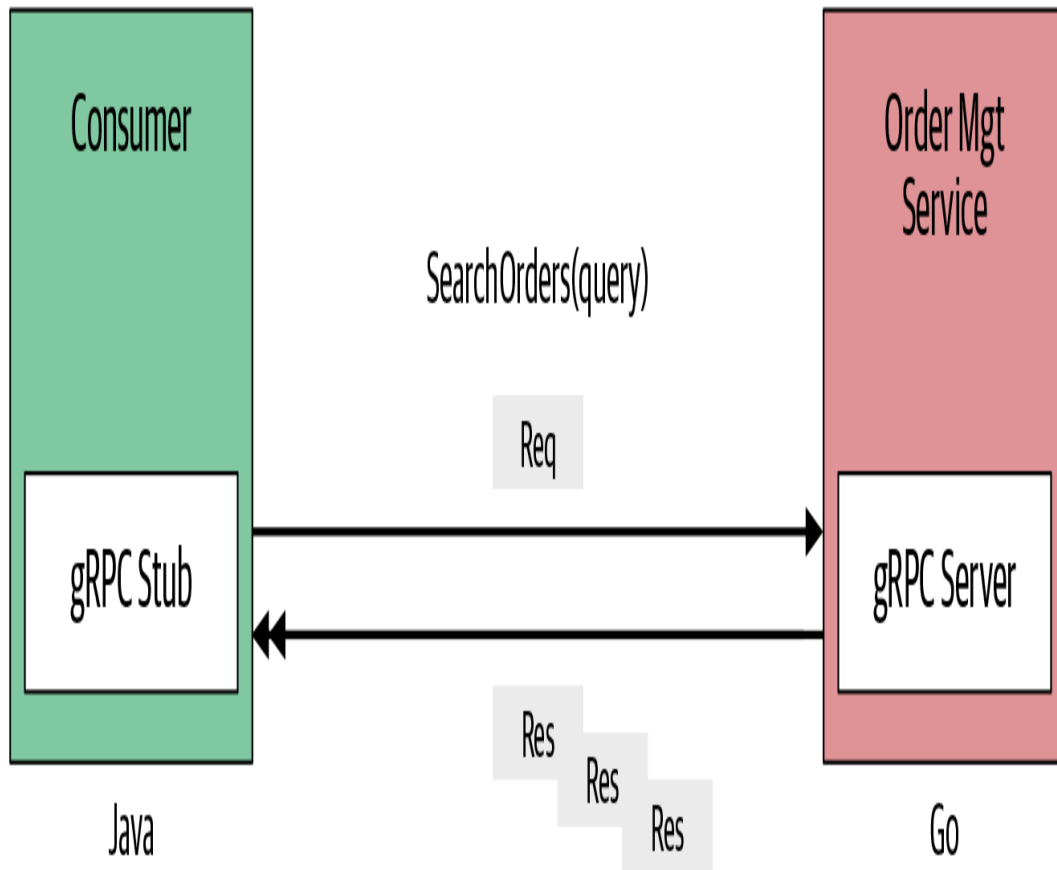 Consumer
Order Mgt
Service
SearchOrders(query)
Req
gRPC Stub
gRPC Server
Res
Res
Res
Java
Go